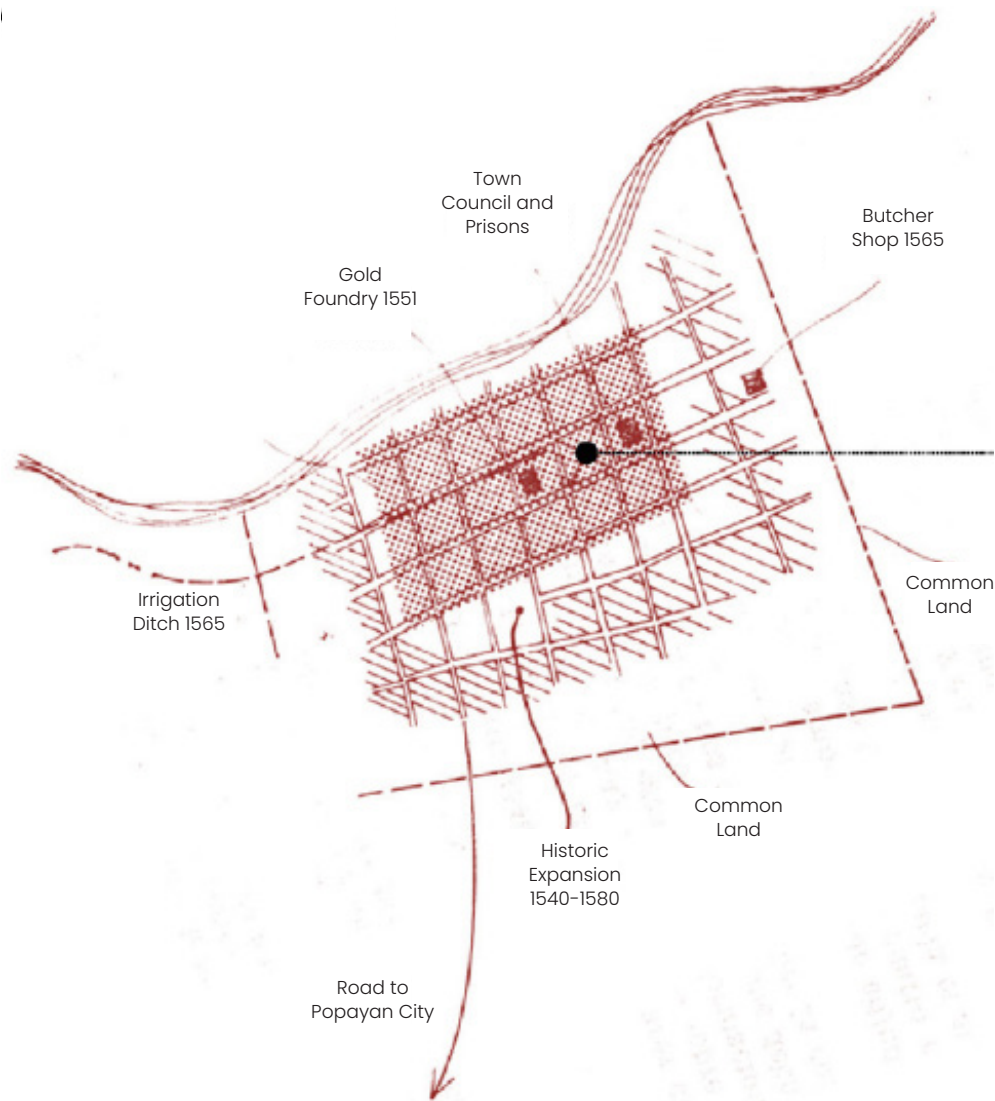 Town
Council and
Prisons
Butcher
Shop 1565
Gold
Foundry 1551
Irrigation
Ditch 1565
Common
Land
Common
Land
Historic
Expansion
1540-1580
Road to
Popayan City